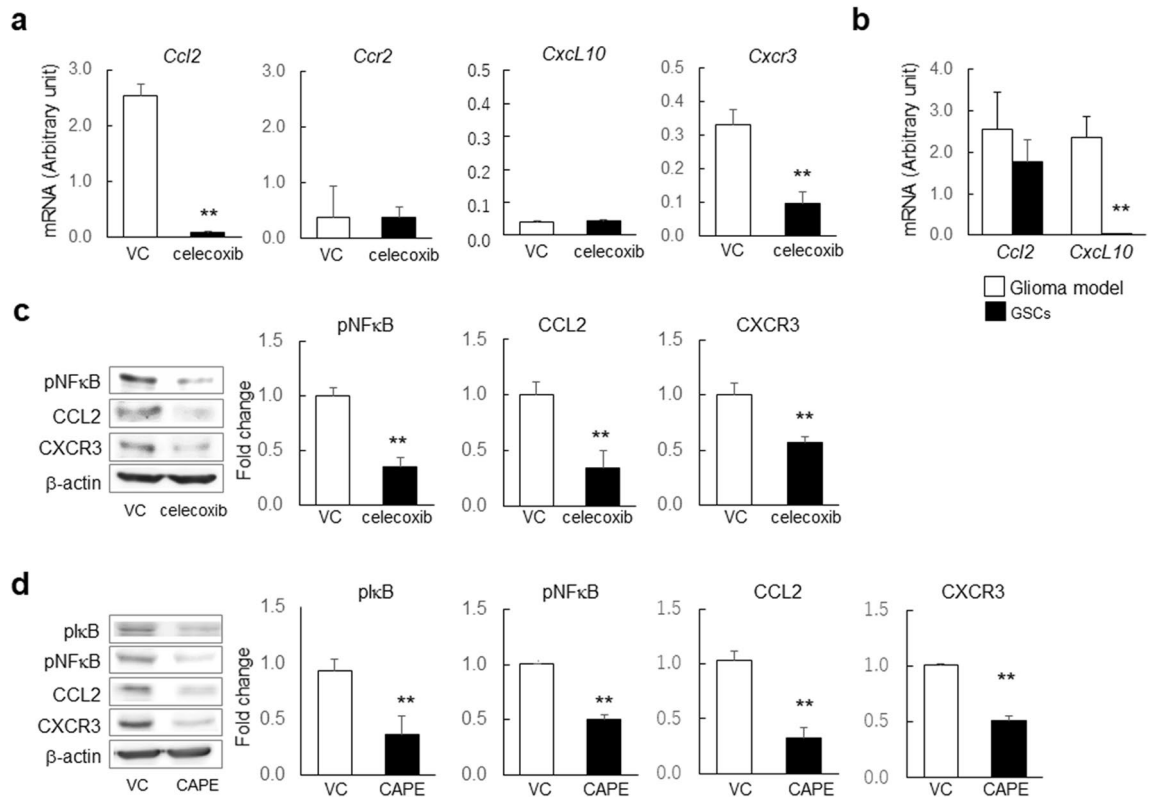 a
b
Ccl2
Ccr2
CxcL10
Cxcr3
mRNA (Arbitrary unit)
3.0
2.0
1.0
0.0
**
VC celecoxib
3.0
2.0
1.0
0.0
VC celecoxib
0.5
0.4
0.3
0.2
0.1
0.0
VC celecoxib
0.5
0.4
0.3
0.2
0.1
0.0
**
VC celecoxib
mRNA (Arbitrary unit)
4.0
3.0
2.0
1.0
0.0
**
Ccl2 CxcL10
Glioma model
GSCs
c
pNFκB
CCL2
CXCR3
β-actin
VC celecoxib
pNFκB
Fold change
1.5
1.0
0.5
0.0
**
VC celecoxib
CCL2
1.5
1.0
0.5
0.0
**
VC celecoxib
CXCR3
1.5
1.0
0.5
0.0
**
VC celecoxib
d
pIκB
pNFκB
CCL2
CXCR3
β-actin
VC CAPE
pIκB
Fold change
1.5
1.0
0.5
0.0
**
VC CAPE
pNFκB
1.5
1.0
0.5
0.0
**
VC CAPE
CCL2
1.5
1.0
0.5
0.0
**
VC CAPE
CXCR3
1.5
1.0
0.5
0.0
**
VC CAPE